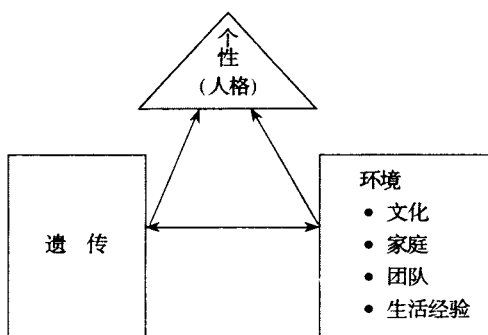 个
性
(人格)
遗 传
环境
• 文化
• 家庭
• 团队
• 生活经验